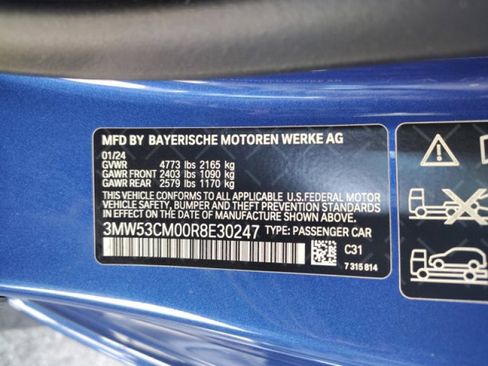 MFD BY BAYERISCHE MOTOREN WERKE AG
01/24
GVWR 4773 lbs 2165 kg
GAWR FRONT 2403 lbs 1090 kg
GAWR REAR 2579 lbs 1170 kg
THIS VEHICLE CONFORMS TO ALL APPLICABLE U.S. FEDERAL MOTOR
VEHICLE SAFETY, BUMPER AND THEFT PREVENTION STANDARDS IN
EFFECT ON THE DATE OF MANUFACTURE SHOWN ABOVE.
3MW53CM00R8E30247 TYPE: PASSENGER CAR
C31
7 315 814